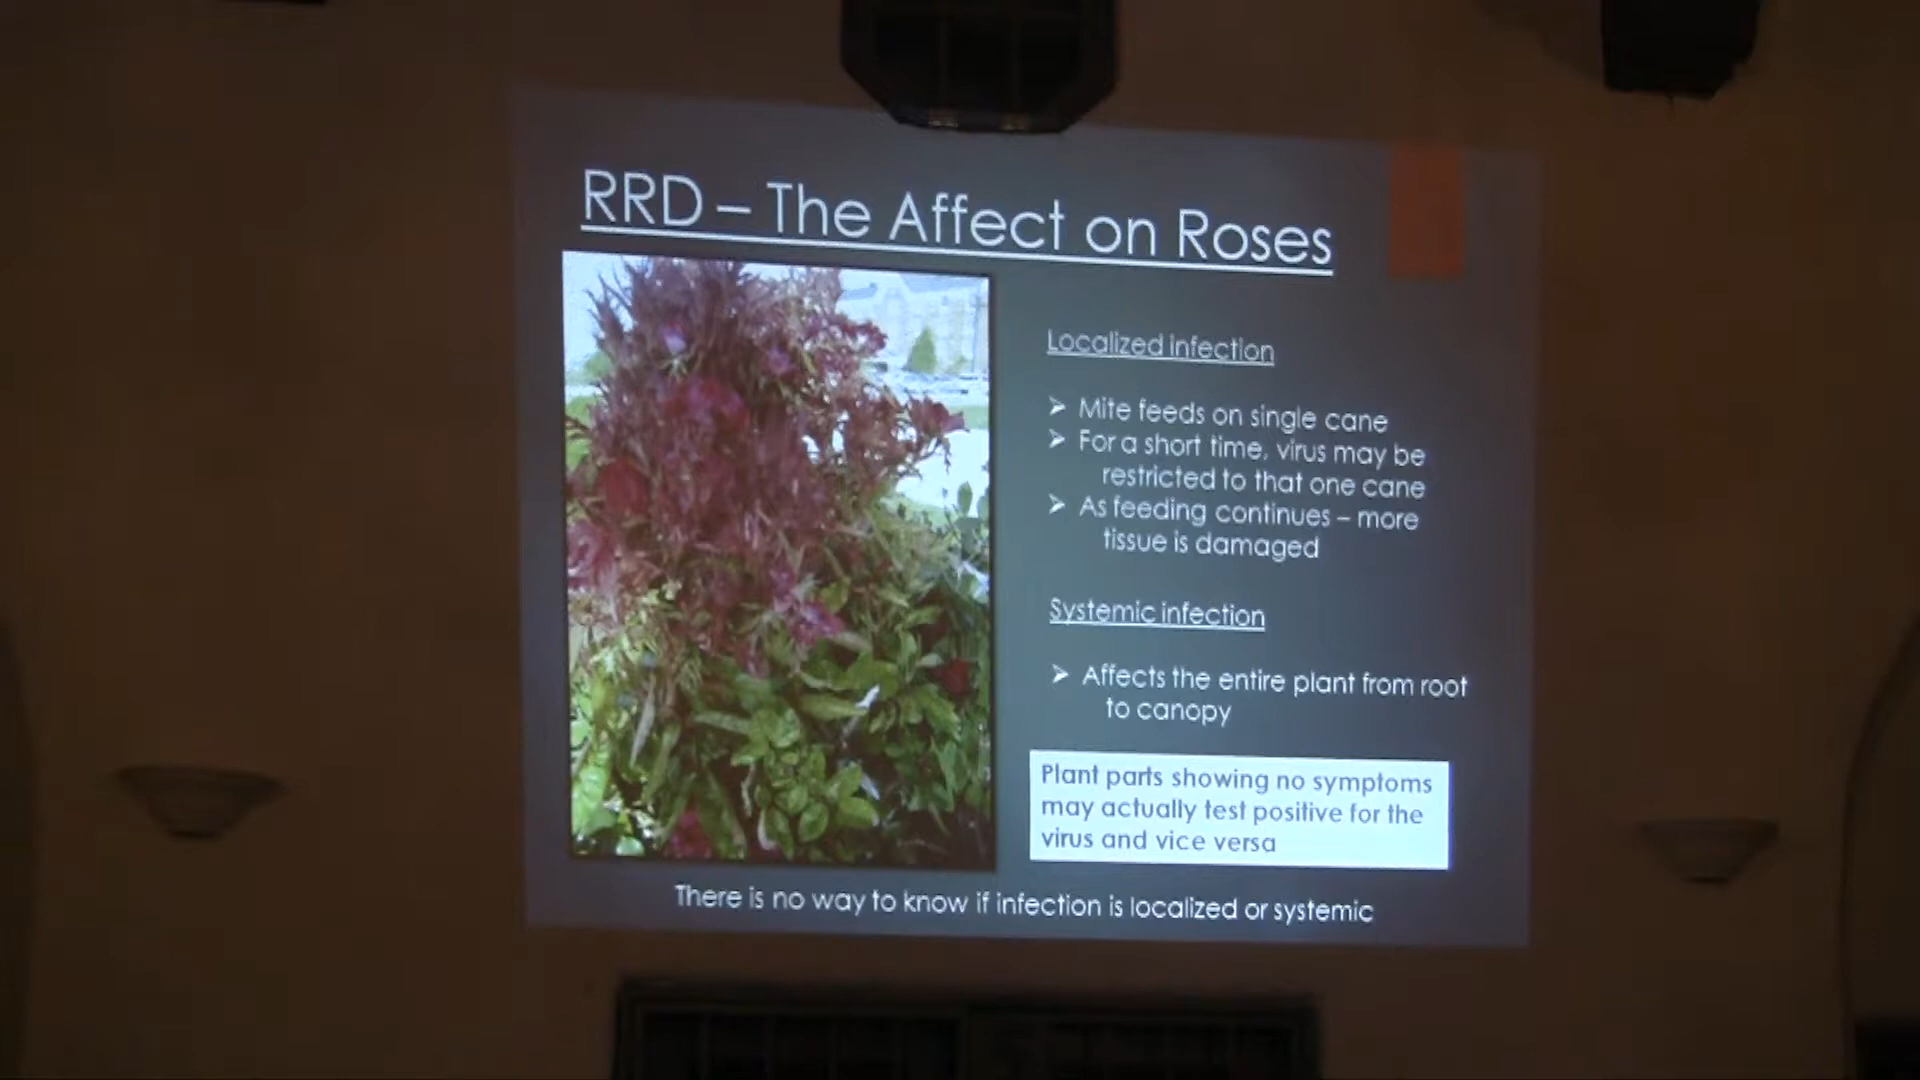 RRD – The Affect on Roses
Localized infection
➢ Mite feeds on single cane
➢ For a short time, virus may be
restricted to that one cane
➢ As feeding continues – more
tissue is damaged
Systemic infection
➢ Affects the entire plant from root
to canopy
Plant parts showing no symptoms
may actually test positive for the
virus and vice versa
There is no way to know if infection is localized or systemic